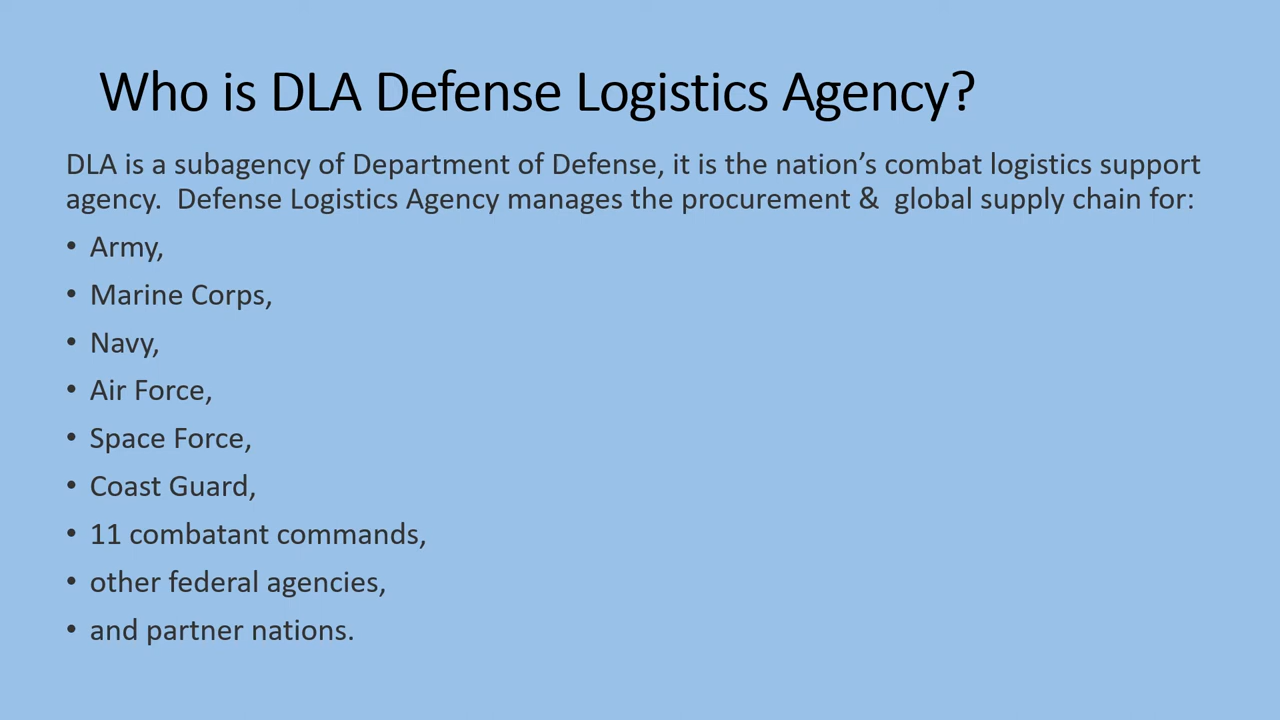 Who is DLA Defense Logistics Agency?
DLA is a subagency of Department of Defense, it is the nation’s combat logistics support
agency.  Defense Logistics Agency manages the procurement &  global supply chain for:
• Army,
• Marine Corps,
• Navy,
• Air Force,
• Space Force,
• Coast Guard,
• 11 combatant commands,
• other federal agencies,
• and partner nations.